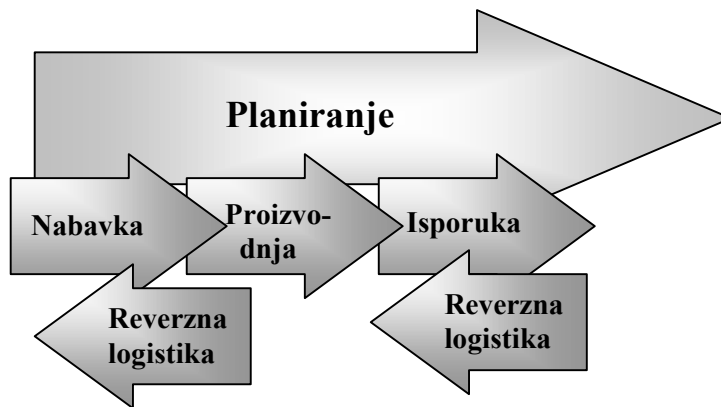 Planiranje
Nabavka
Proizvo-
dnja
Isporuka
Reverzna
logistika
Reverzna
logistika